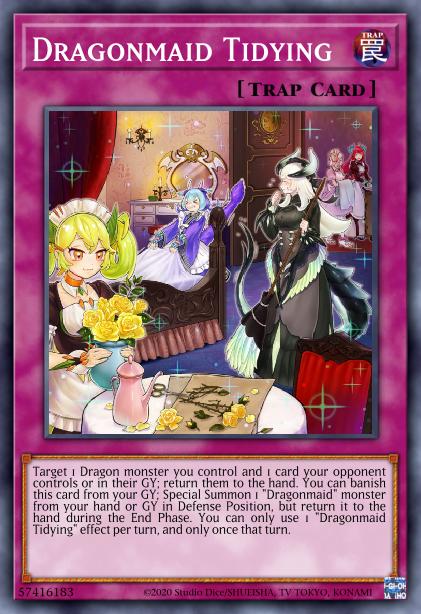 DRAGONMAID TIDYING
TRAP
罠
[TRAP CARD]
Target 1 Dragon monster you control and 1 card your opponent
controls or in their GY; return them to the hand. You can banish
this card from your GY; Special Summon 1 "Dragonmaid" monster
from your hand or GY in Defense Position, but return it to the
hand during the End Phase. You can only use 1 "Dragonmaid
Tidying" effect per turn, and only once that turn.
57416183
©2020 Studio Dice/SHUEISHA, TV TOKYO, KONAMI